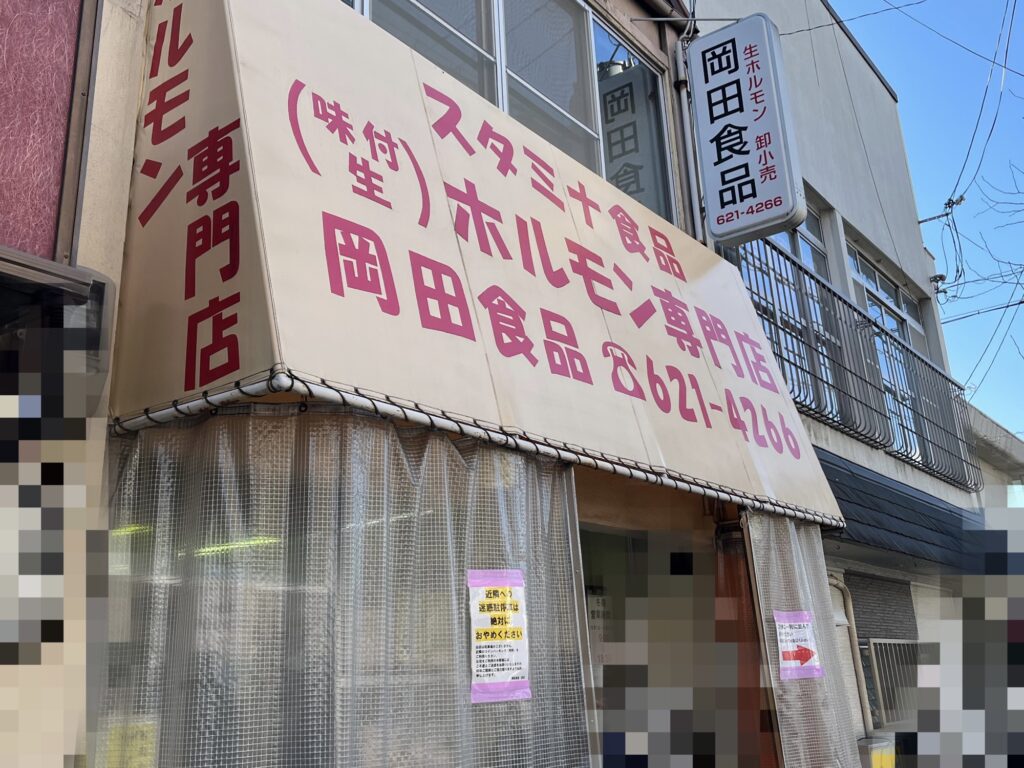 ルモン
専門店
スタミナ食品
(味付生)ホルモン専門店
岡田食品 ☎621-4266
生ホルモン 卸小売
岡田食品
621-4266
岡田食
近隣への
迷惑駐停車は
絶対に
おやめください